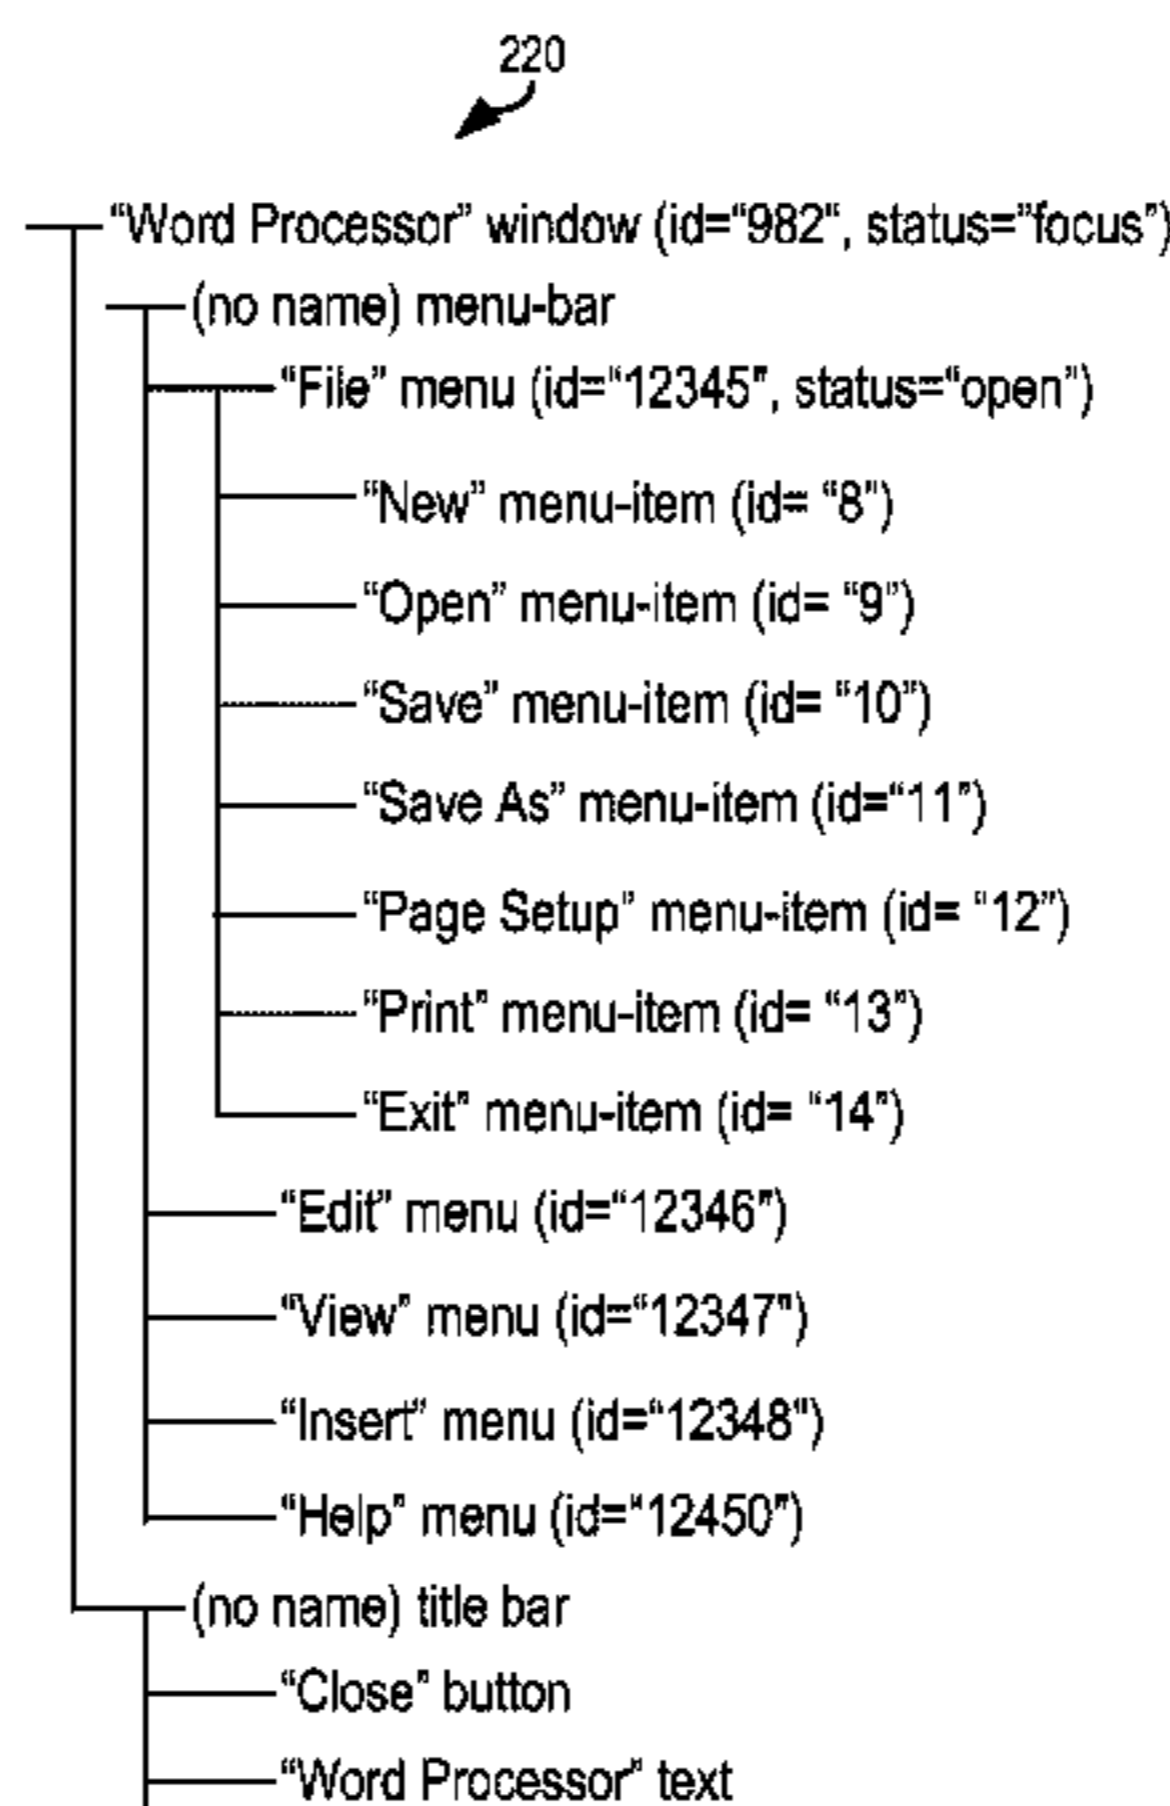 220
“Word Processor” window (id=“982“, status=”focus”)
(no name) menu-bar
“File” menu (id=“12345”, status=“open”)
“New” menu-item (id= “8”)
“Open” menu-item (id= “9”)
“Save” menu-item (id= “10”)
“Save As” menu-item (id=“11”)
“Page Setup” menu-item (id= “12”)
“Print” menu-item (id= “13”)
“Exit” menu-item (id= “14”)
“Edit” menu (id=“12346”)
“View” menu (id=“12347”)
“Insert” menu (id=“12348”)
“Help” menu (id=“12450”)
(no name) title bar
“Close” button
“Word Processor” text